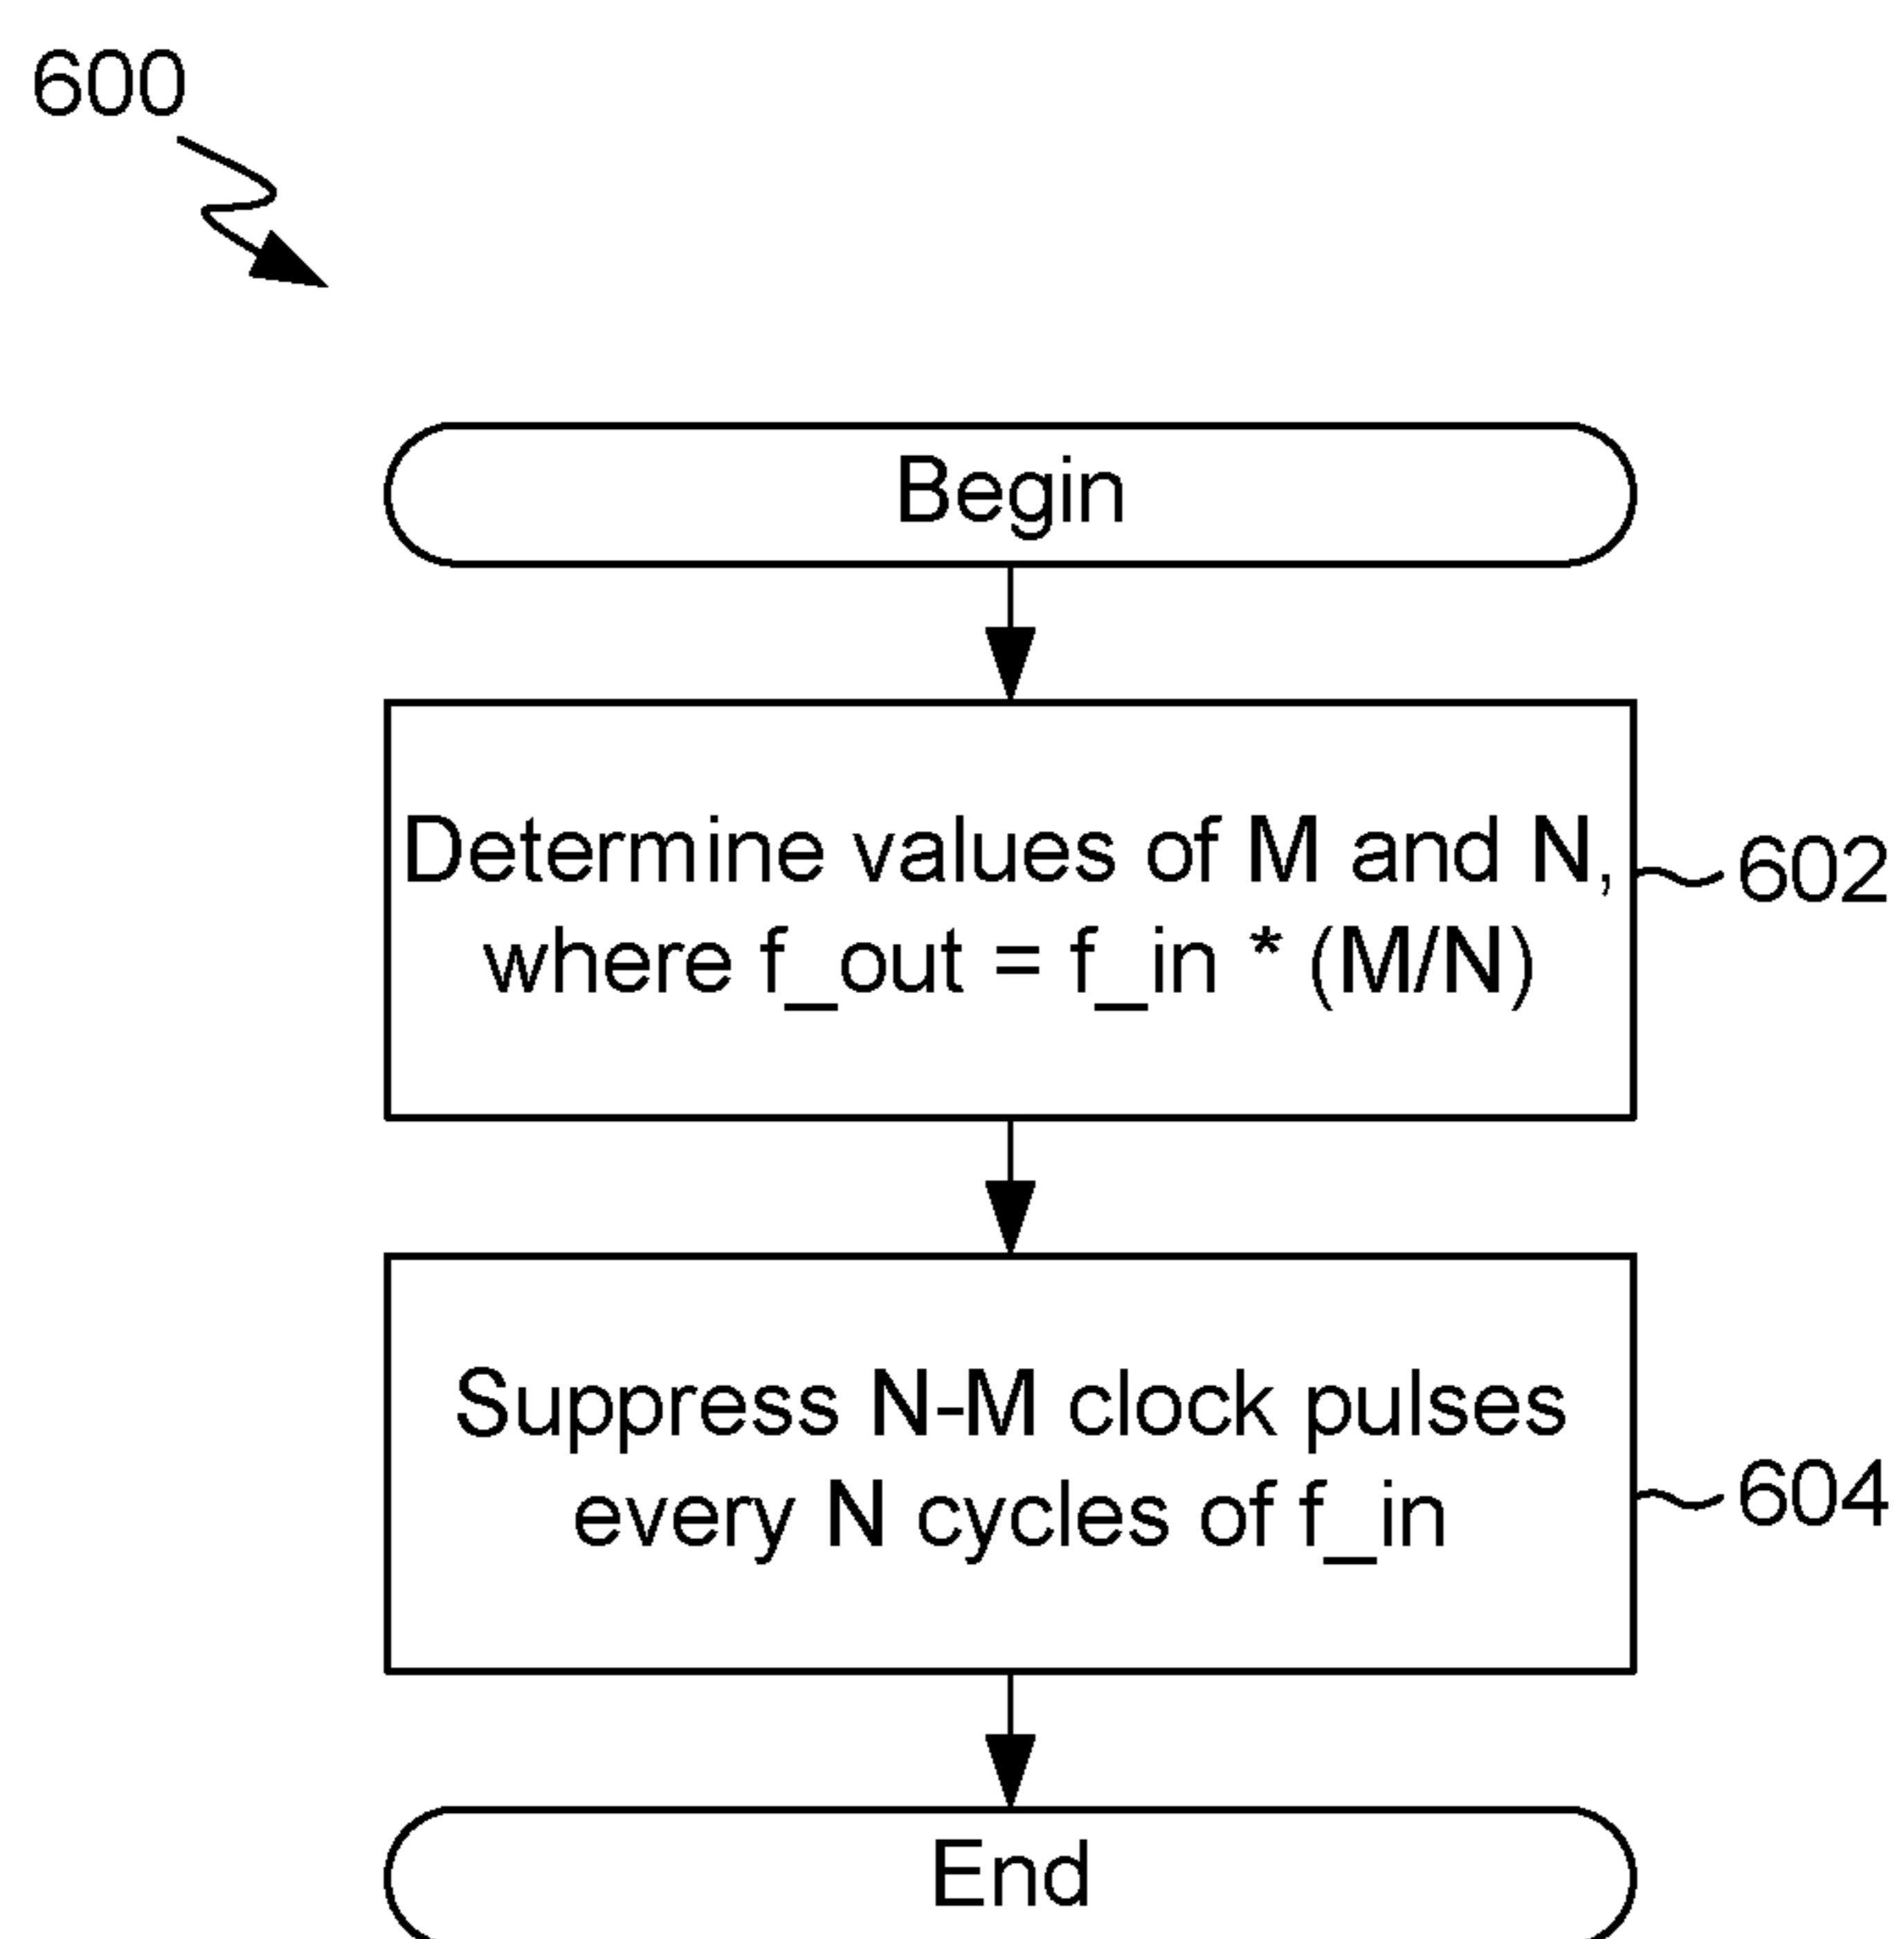 600
Begin
Determine values of M and N,
where f_out = f_in * (M/N)
602
Suppress N-M clock pulses
every N cycles of f_in
604
End